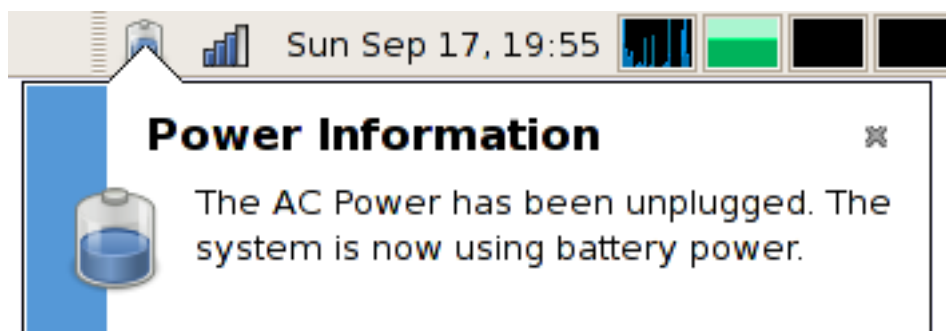 Sun Sep 17, 19:55
Power Information
The AC Power has been unplugged. The
system is now using battery power.